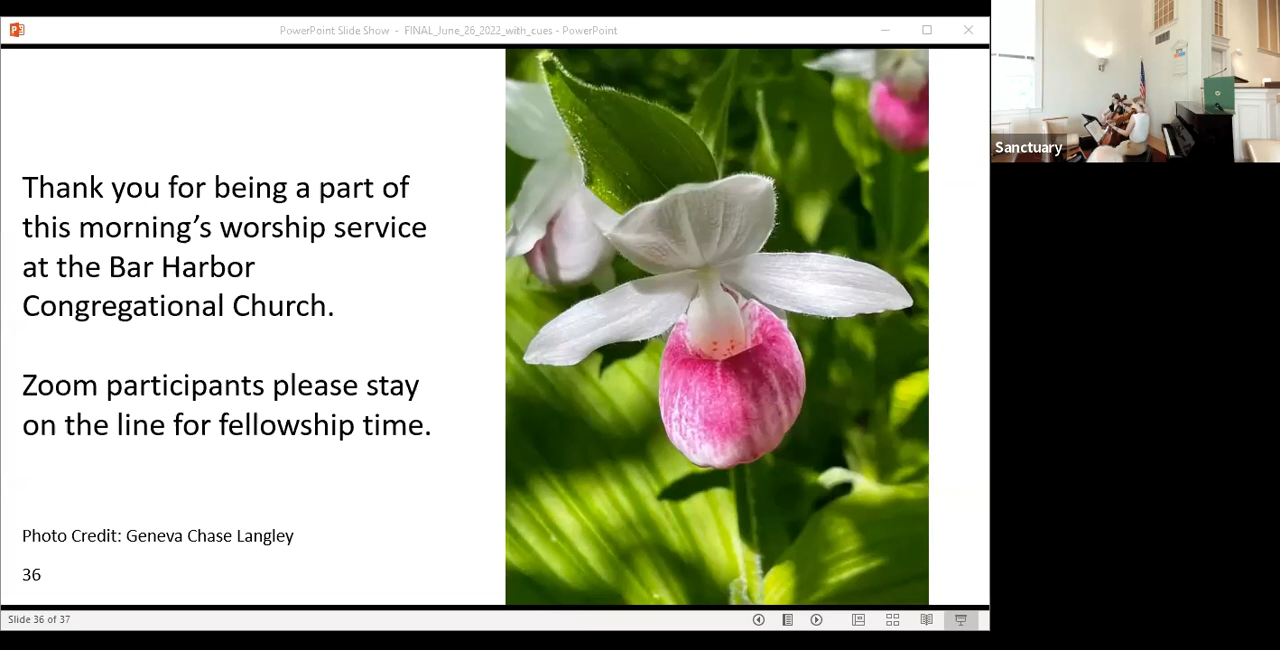 PowerPoint Slide Show - FINAL_June_26_2022_with_cues - PowerPoint
Sanctuary
Thank you for being a part of
this morning’s worship service
at the Bar Harbor
Congregational Church.
Zoom participants please stay
on the line for fellowship time.
Photo Credit: Geneva Chase Langley
36
Slide 36 of 37